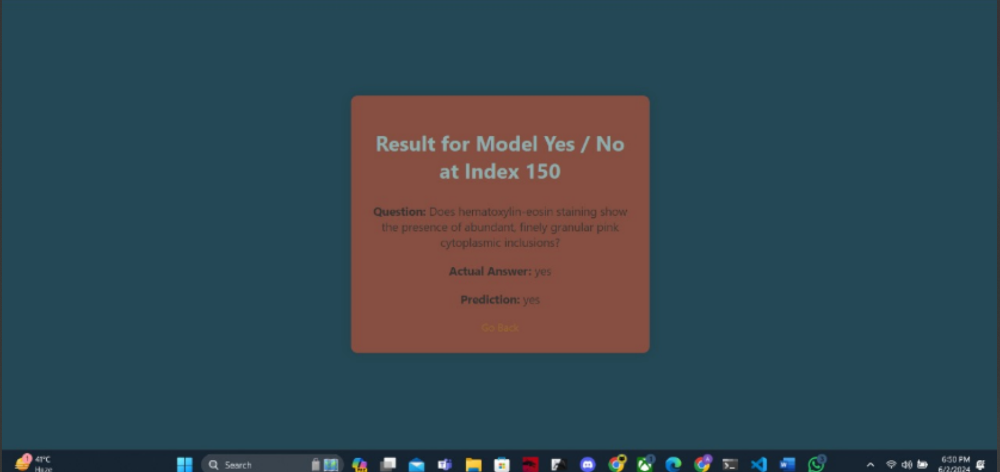 Result for Model Yes / No
at Index 150
Question: Does hematoxylin-eosin staining show
the presence of abundant, finely granular pink
cytoplasmic inclusions?
Actual Answer: yes
Prediction: yes
Go Back
1
41°C
Haze
Search
6:50 PM
6/2/2024